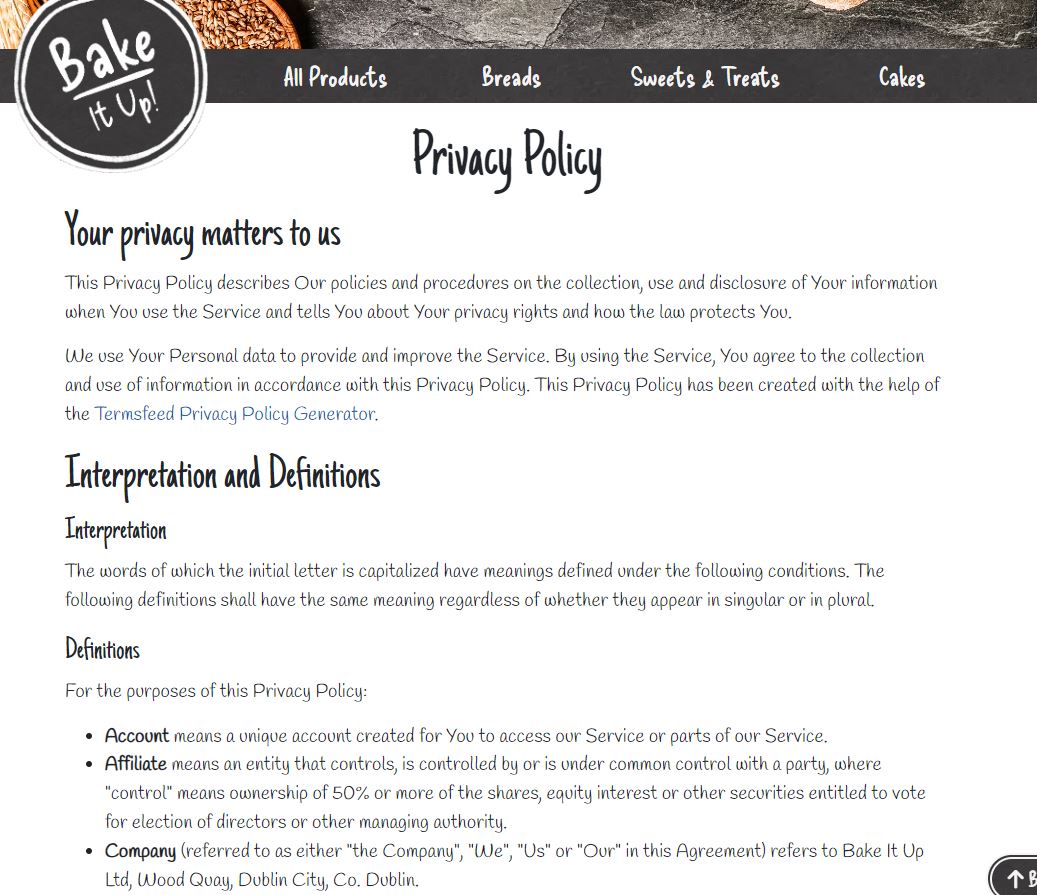 Bake
It Up!
All Products
Breads
Sweets & Treats
Cakes
Privacy Policy
Your privacy matters to us
This Privacy Policy describes Our policies and procedures on the collection, use and disclosure of Your information
when You use the Service and tells You about Your privacy rights and how the law protects You.
We use Your Personal data to provide and improve the Service. By using the Service, You agree to the collection
and use of information in accordance with this Privacy Policy. This Privacy Policy has been created with the help of
the Termsfeed Privacy Policy Generator.
Interpretation and Definitions
Interpretation
The words of which the initial letter is capitalized have meanings defined under the following conditions. The
following definitions shall have the same meaning regardless of whether they appear in singular or in plural.
Definitions
For the purposes of this Privacy Policy:
• Account means a unique account created for You to access our Service or parts of our Service.
• Affiliate means an entity that controls, is controlled by or is under common control with a party, where
"control" means ownership of 50% or more of the shares, equity interest or other securities entitled to vote
for election of directors or other managing authority.
• Company (referred to as either "the Company", "We", "Us" or "Our" in this Agreement) refers to Bake It Up
Ltd, Wood Quay, Dublin City, Co. Dublin.